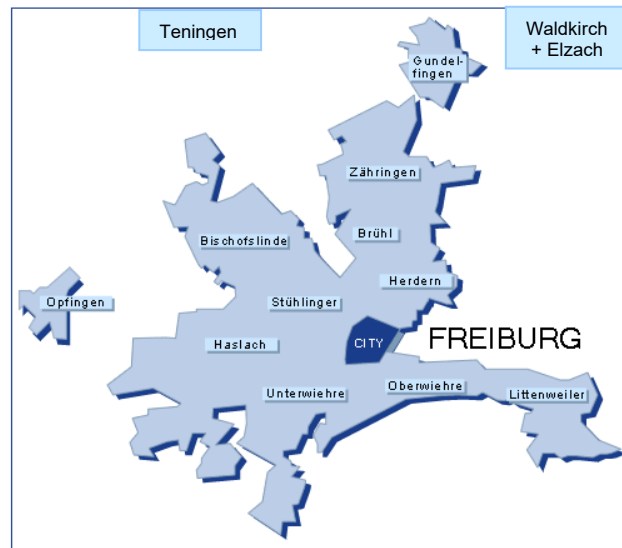 Teningen
Waldkirch
+ Elzach
Gundel-
fingen
Zähringen
Brühl
Bischofslinde
Herdern
Opfingen
Stühlinger
CITY
FREIBURG
Haslach
Oberwiehre
Unterwiehre
Littenweiler